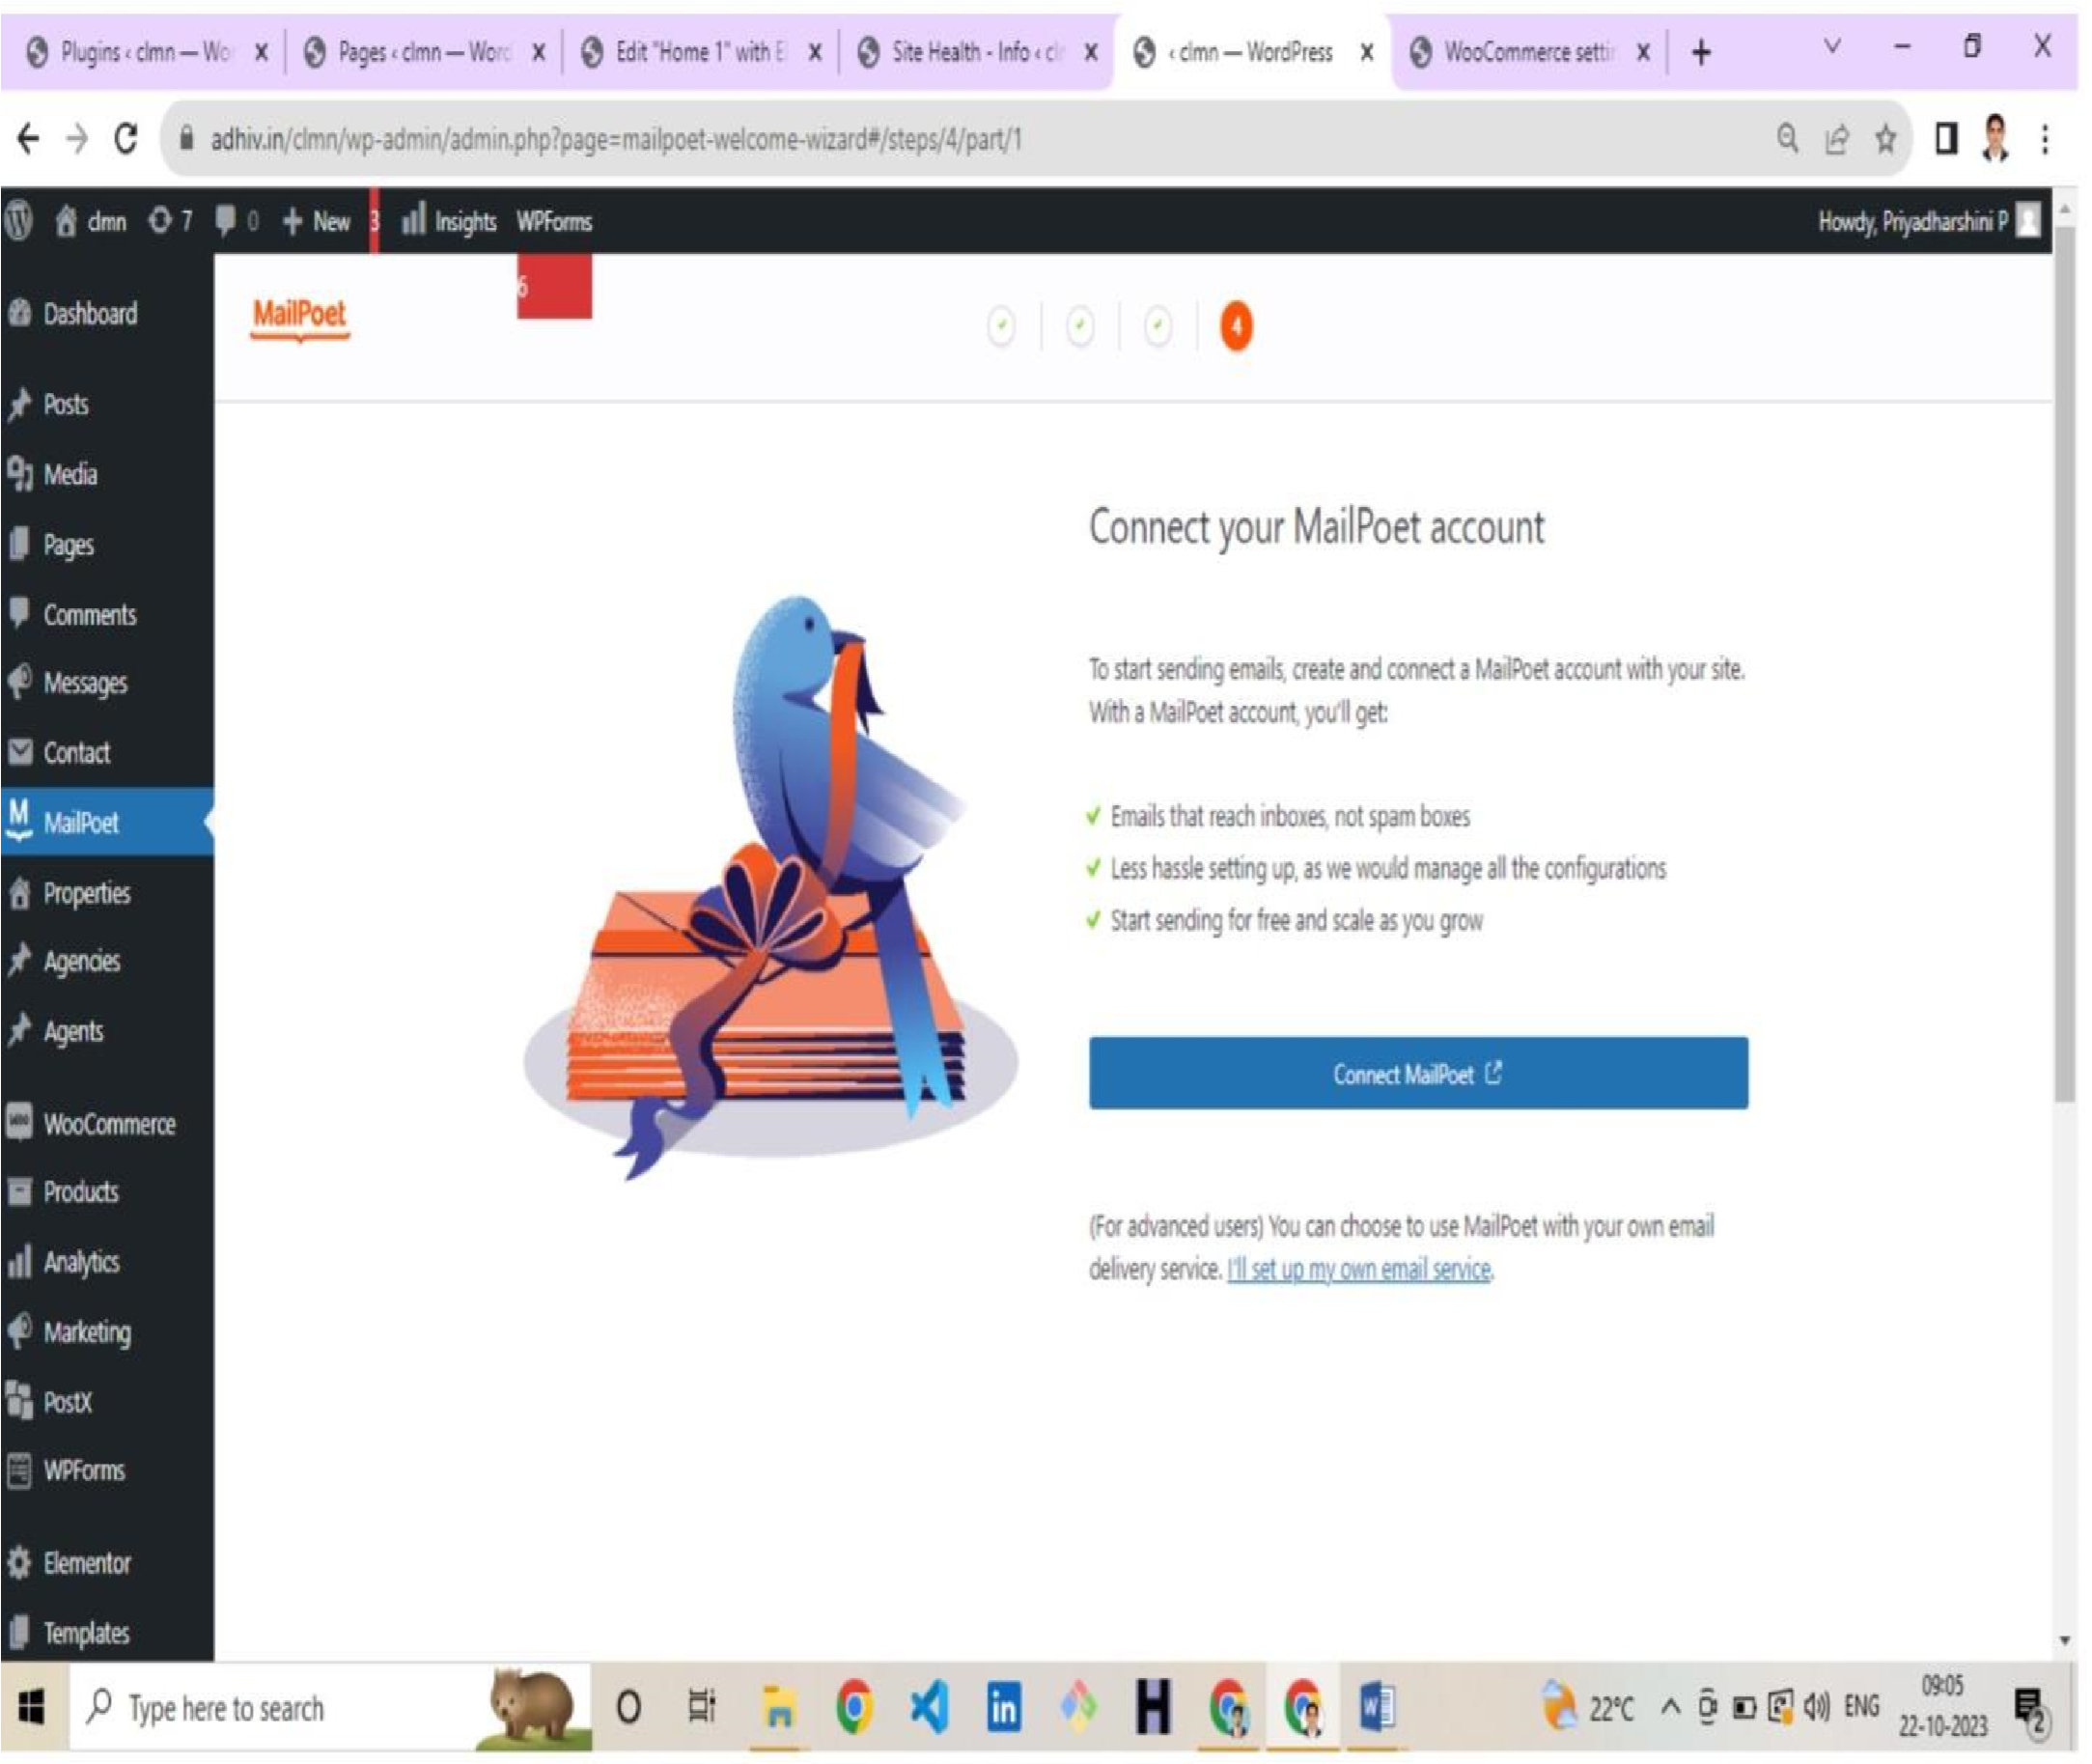 Plugins ‹ clmn — Wo
Pages ‹ clmn — Word
Edit "Home 1" with E
Site Health - Info ‹ cl
‹ clmn — WordPress
WooCommerce setti
adhiv.in/clmn/wp-admin/admin.php?page=mailpoet-welcome-wizard#/steps/4/part/1
clmn 7 0 + New 3 Insights WPForms
Howdy, Priyadharshini P
6
Dashboard
Posts
Media
Pages
Comments
Messages
Contact
M MailPoet
Properties
Agencies
Agents
WooCommerce
Products
Analytics
Marketing
PostX
WPForms
Elementor
Templates
MailPoet
4
Connect your MailPoet account
To start sending emails, create and connect a MailPoet account with your site.
With a MailPoet account, you'll get:
Emails that reach inboxes, not spam boxes
Less hassle setting up, as we would manage all the configurations
Start sending for free and scale as you grow
Connect MailPoet
(For advanced users) You can choose to use MailPoet with your own email
delivery service. I'll set up my own email service.
Type here to search
in
H
W
22°C
ENG
09:05
22-10-2023
2